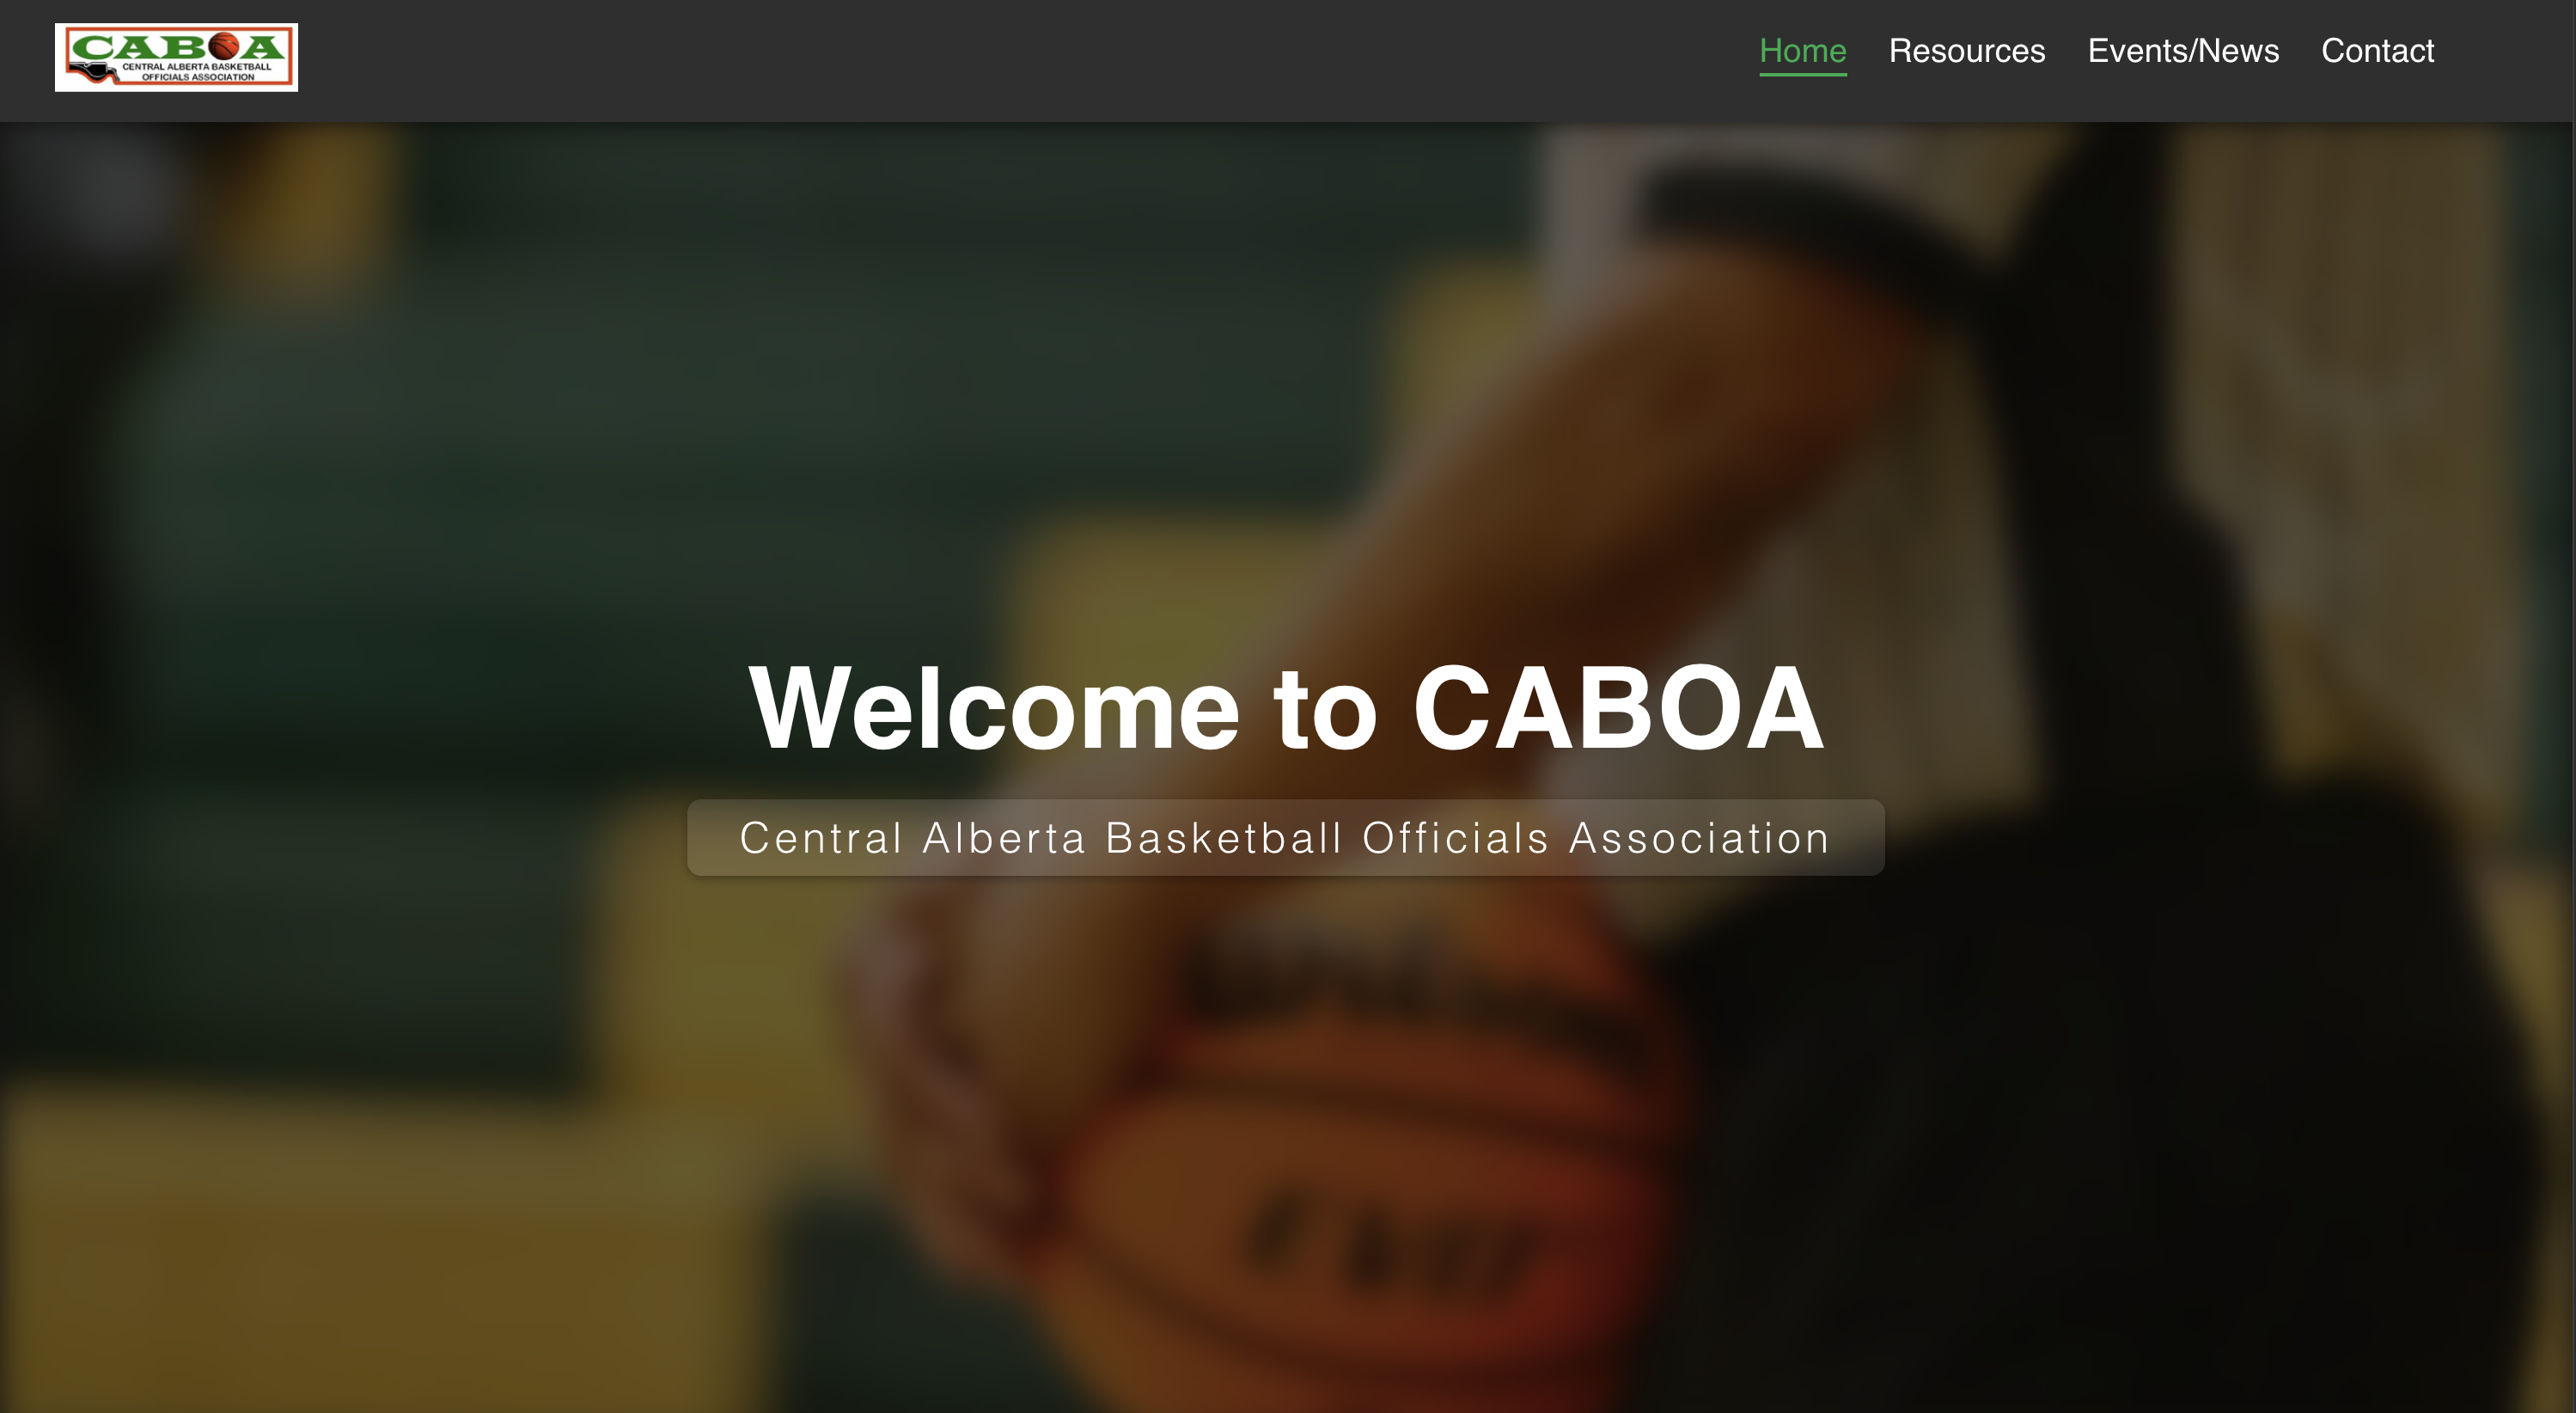 CABOA
CENTRAL ALBERTA BASKETBALL
OFFICIALS ASSOCIATION
Home Resources Events/News Contact
Welcome to CABOA
Central Alberta Basketball Officials Association